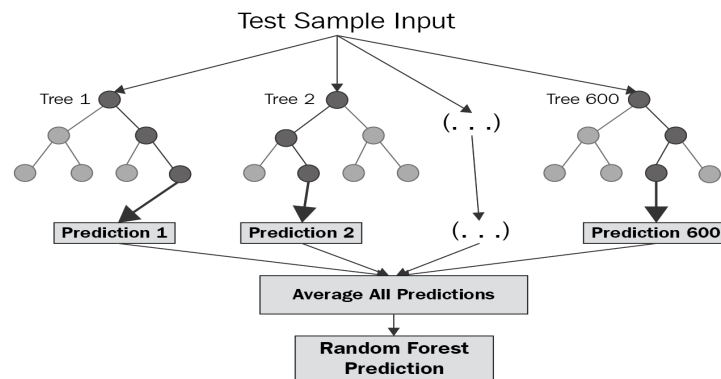 Test Sample Input
Tree 1
Tree 2
Tree 600
(. . .)
Prediction 1
Prediction 2
(. . .)
Prediction 600
Average All Predictions
Random Forest
Prediction